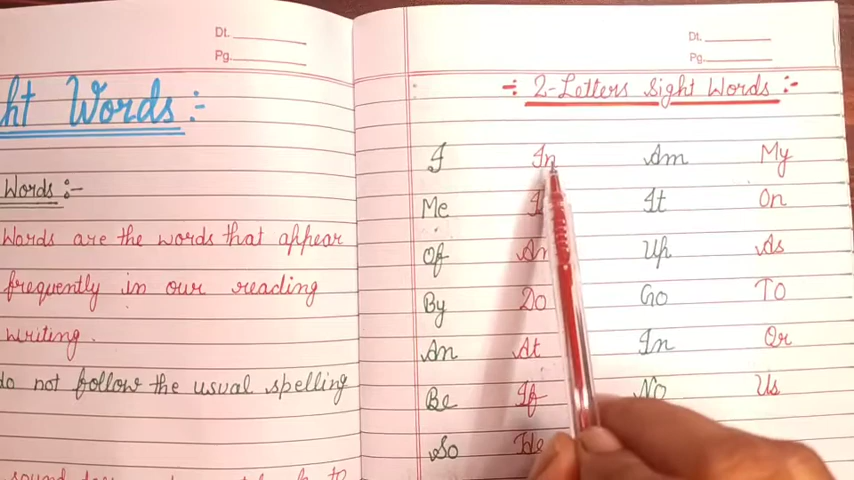 Dt.
Pg.
ht Words:-
Words:-
Words are the words that appear
frequently in our reading
writing.
do not follow the usual spelling
Dt.
Pg.
-: 2-Letters Sight Words :-
I In Am My
Me It On
Of An Up As
By Do Go To
An At In Or
Be If No Us
So